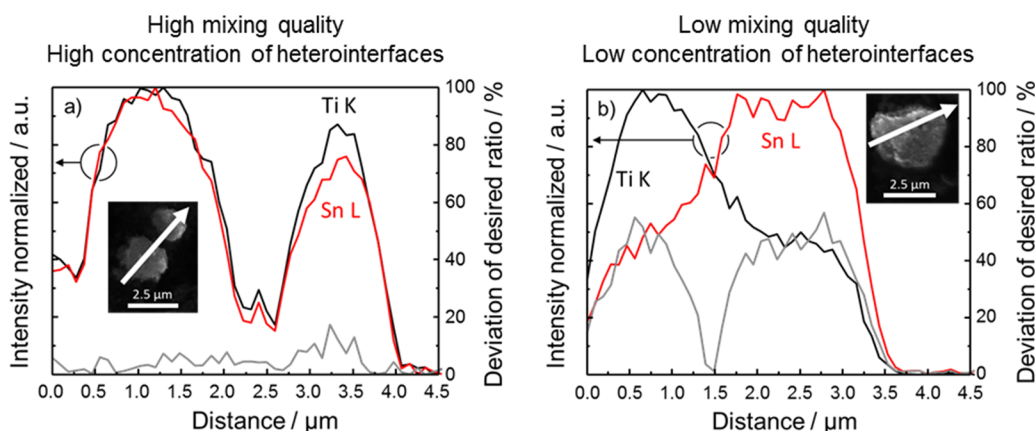 High mixing quality
High concentration of heterointerfaces
Low mixing quality
Low concentration of heterointerfaces
a)
Ti K
Sn L
2.5 µm
Intensity normalized / a.u.
100
80
60
40
20
0
Deviation of desired ratio / %
0.0 0.5 1.0 1.5 2.0 2.5 3.0 3.5 4.0 4.5
Distance / µm
b)
Ti K
Sn L
2.5 µm
Intensity normalized / a.u.
100
80
60
40
20
0
Deviation of desired ratio / %
0.0 0.5 1.0 1.5 2.0 2.5 3.0 3.5 4.0 4.5
Distance / µm